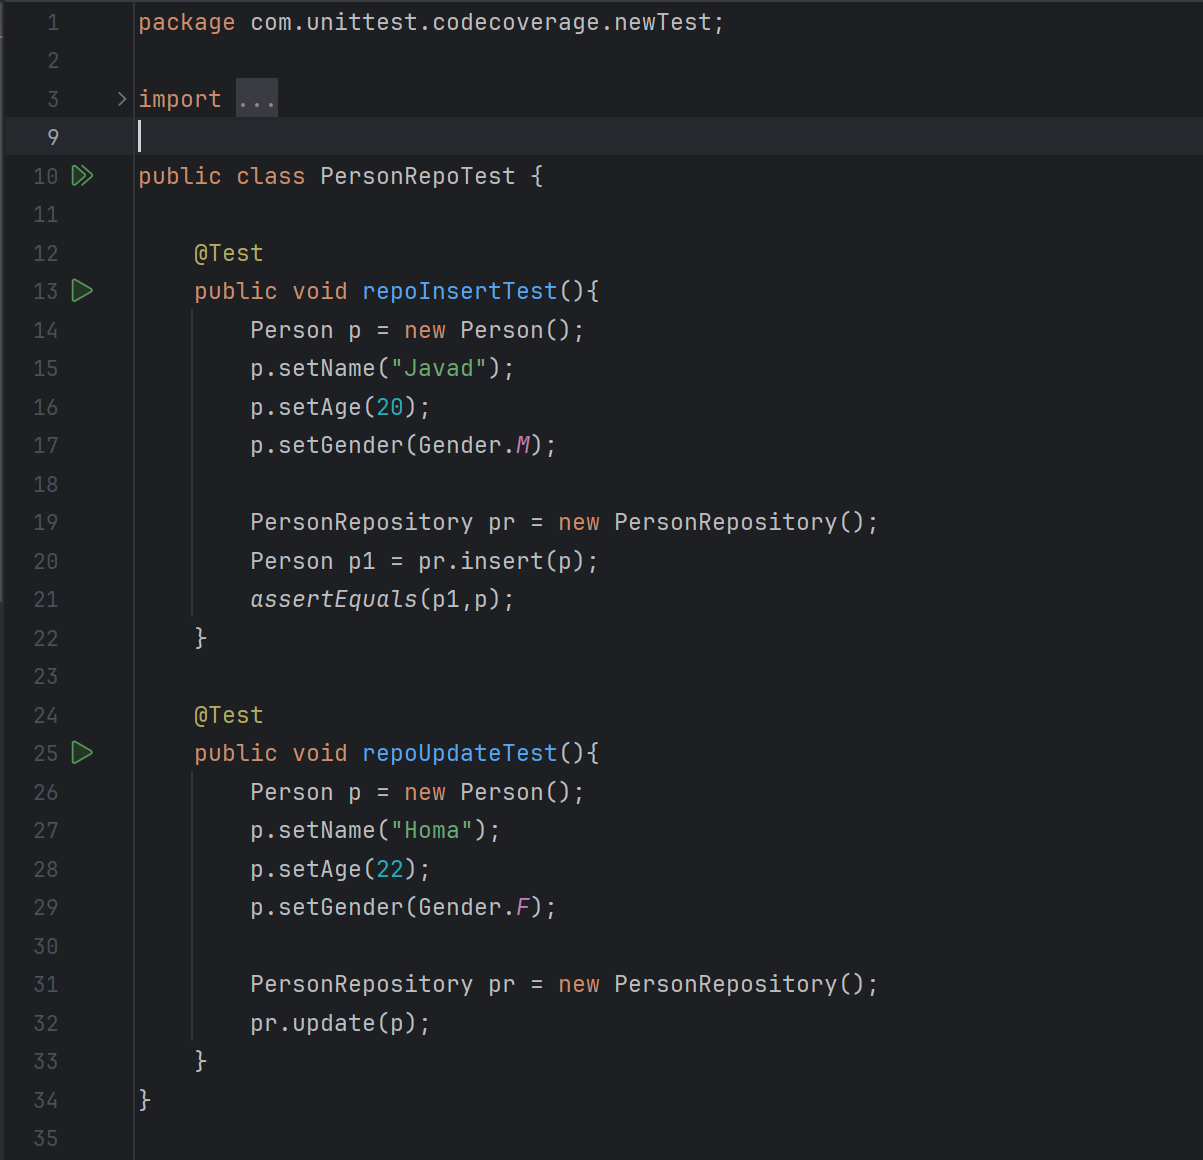 1 package com.unittest.codecoverage.newTest;
2
3 import ...
9
10 public class PersonRepoTest {
11
12     @Test
13     public void repoInsertTest(){
14         Person p = new Person();
15         p.setName("Javad");
16         p.setAge(20);
17         p.setGender(Gender.M);
18
19         PersonRepository pr = new PersonRepository();
20         Person p1 = pr.insert(p);
21         assertEquals(p1,p);
22     }
23
24     @Test
25     public void repoUpdateTest(){
26         Person p = new Person();
27         p.setName("Homa");
28         p.setAge(22);
29         p.setGender(Gender.F);
30
31         PersonRepository pr = new PersonRepository();
32         pr.update(p);
33     }
34 }
35